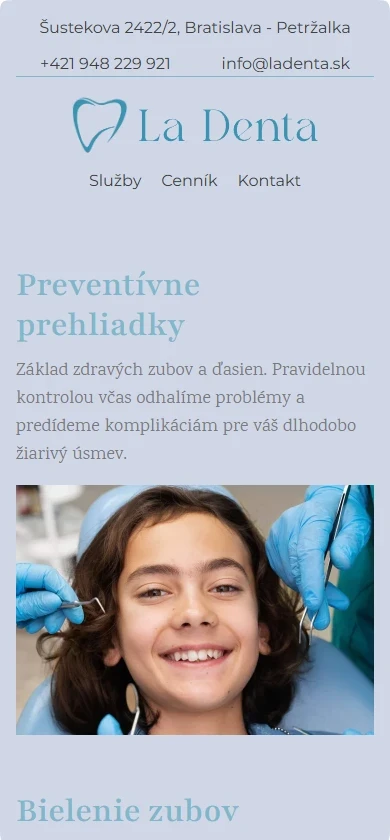 Šustekova 2422/2, Bratislava - Petržalka
+421 948 229 921 info@ladenta.sk
La Denta
Služby Cenník Kontakt
Preventívne
prehliadky
Základ zdravých zubov a ďasien. Pravidelnou
kontrolou včas odhalíme problémy a
predídeme komplikáciám pre váš dlhodobo
žiarivý úsmev.
Bielenie zubov